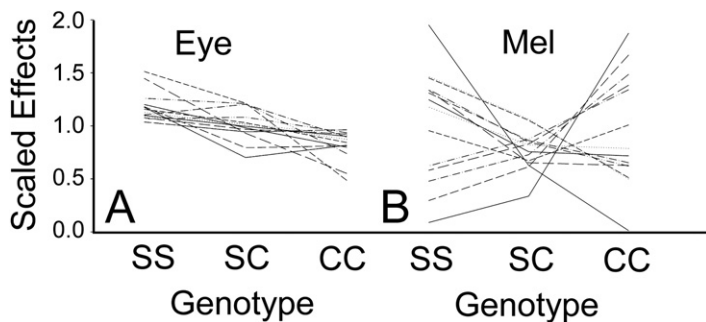 Scaled Effects
2.0
1.5
1.0
0.5
0.0
Eye
Mel
A
B
SS SC CC SS SC CC
Genotype Genotype